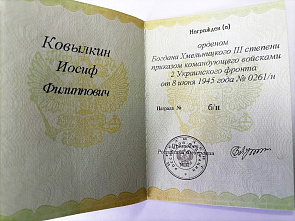 Ковылкин
Иосиф
Филиппович
Награжден (а)
орденом
Богдана Хмельницкого III степени
приказом командующего войсками
2 Украинского фронта
от 8 июня 1945 года № 0261/н
Награда № б/н